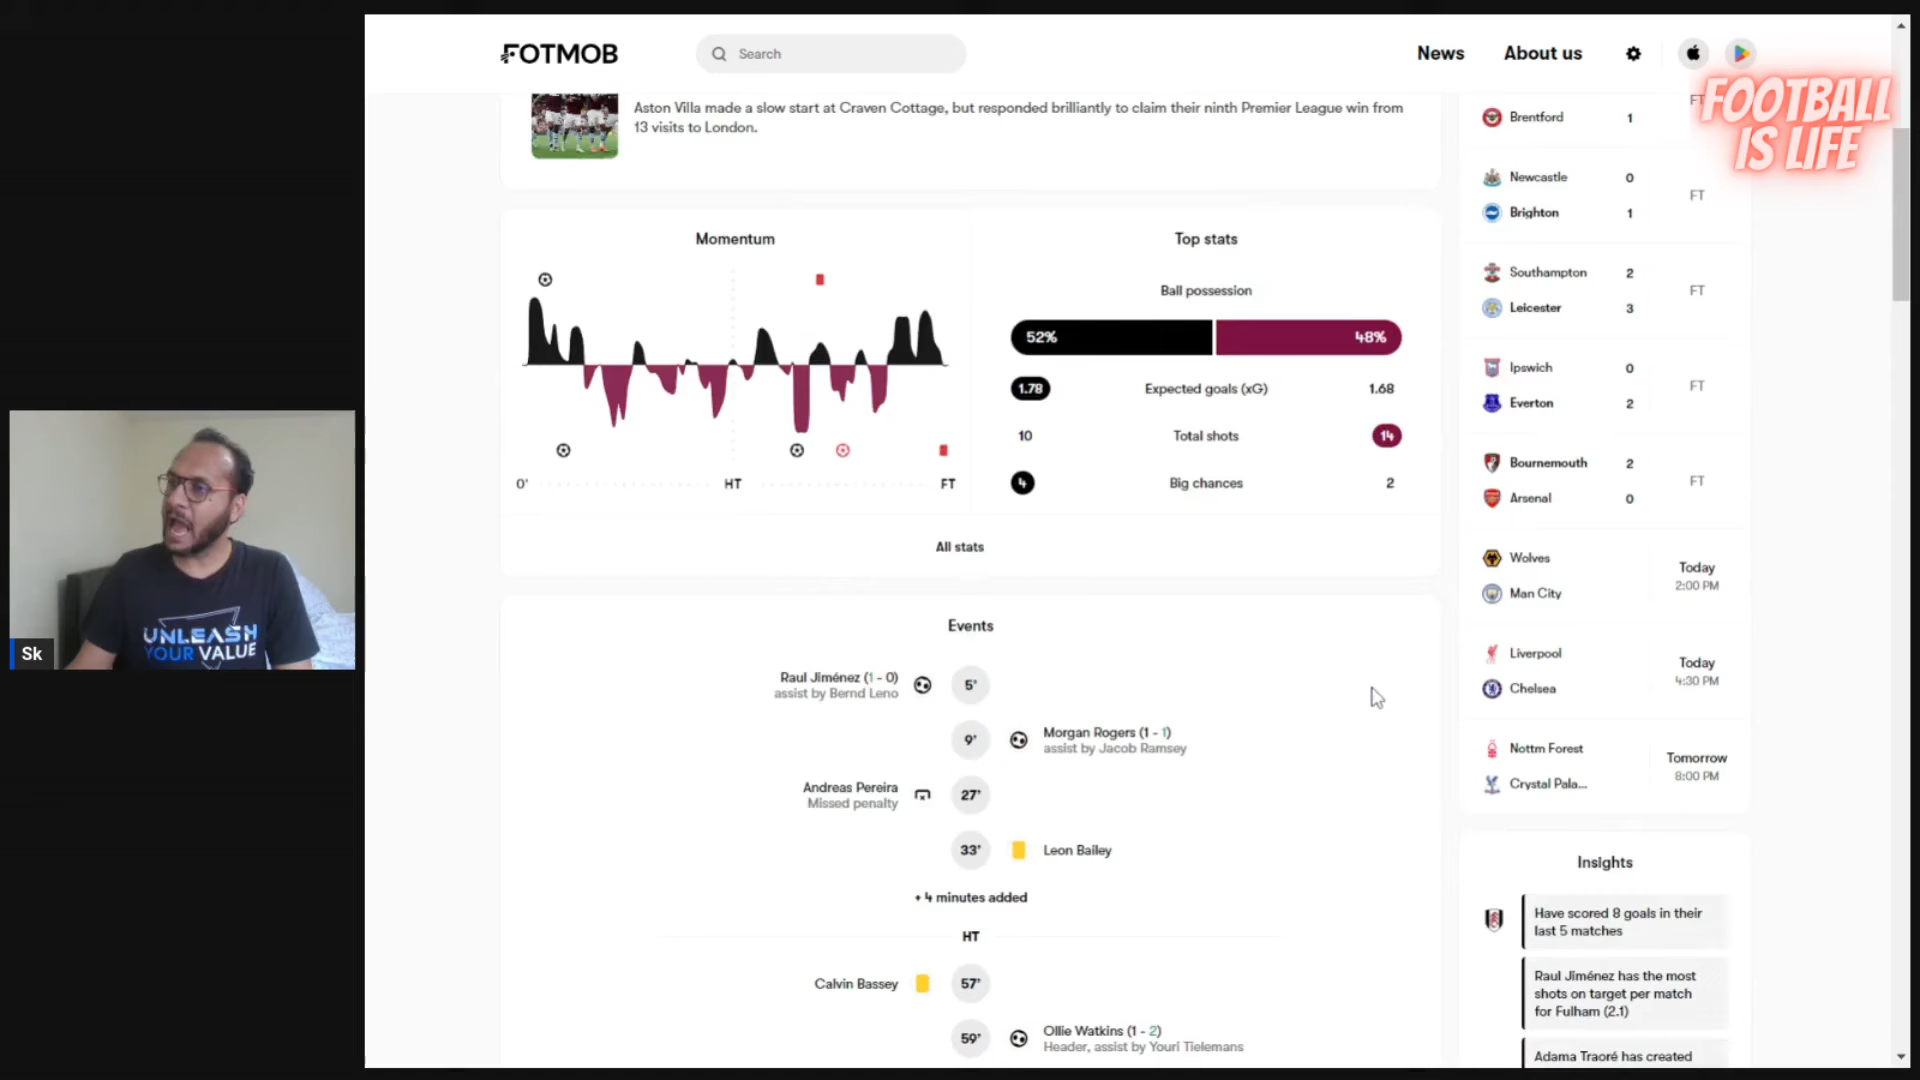 FOTMOB
Search
News
About us
FOOTBALL
IS LIFE
Aston Villa made a slow start at Craven Cottage, but responded brilliantly to claim their ninth Premier League win from
13 visits to London.
Momentum
0'
HT
FT
Top stats
Ball possession
52%
48%
1.78 Expected goals (xG) 1.68
10 Total shots 14
4 Big chances 2
All stats
Events
Raul Jiménez (1 - 0)
assist by Bernd Leno
5'
9'
Morgan Rogers (1 - 1)
assist by Jacob Ramsey
Andreas Pereira
Missed penalty
27'
33' Leon Bailey
+ 4 minutes added
HT
Calvin Bassey 57'
59'
Ollie Watkins (1 - 2)
Header, assist by Youri Tielemans
FT
Brentford 1
Newcastle 0
FT
Brighton 1
Southampton 2
FT
Leicester 3
Ipswich 0
FT
Everton 2
Bournemouth 2
FT
Arsenal 0
Wolves
Man City
Today
2:00 PM
Liverpool
Chelsea
Today
4:30 PM
Nottm Forest
Crystal Pala...
Tomorrow
8:00 PM
Insights
Have scored 8 goals in their
last 5 matches
Raul Jiménez has the most
shots on target per match
for Fulham (2.1)
Adama Traoré has created
UNLEASH
YOUR VALUE
Sk